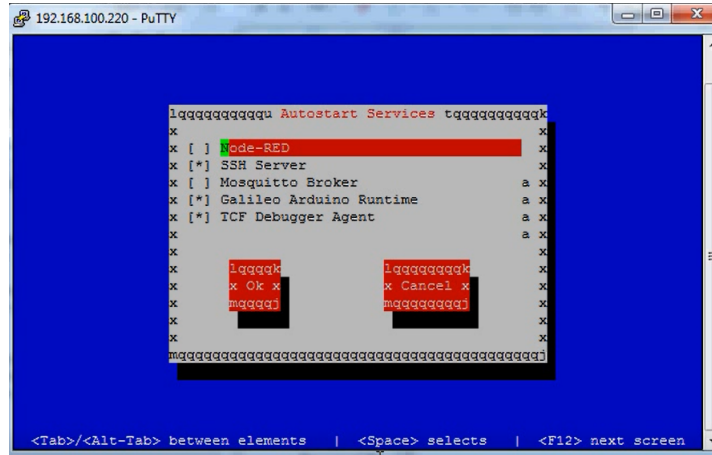 192.168.100.220 - PuTTY
lqqqqqqqqqqu Autostart Services tqqqqqqqqqqk
x x
x [ ] Node-RED x
x [*] SSH Server x
x [ ] Mosquitto Broker a x
x [*] Galileo Arduino Runtime a x
x [*] TCF Debugger Agent a x
x a x
x x
x lqqqqk lqqqqqqqqk x
x x Ok x x Cancel x x
x mqqqqj mqqqqqqqqj x
x x
x x
mqqqqqqqqqqqqqqqqqqqqqqqqqqqqqqqqqqqqqqqqqqj
<Tab>/<Alt-Tab> between elements | <Space> selects | <F12> next screen